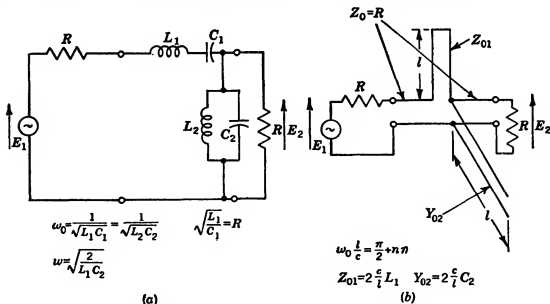 R
L₁
C₁
L₂
C₂
R
E₁
E₂
ω₀=1/√L₁C₁ = 1/√L₂C₂
√L₁/C₁ = R
w=√2/L₁C₂
(a)
Z₀=R
Z₀₁
l
R
R
E₁
E₂
Y₀₂
l
ω₀ l/c = π/2 +nπ
Z₀₁=2 c/l L₁ Y₀₂=2 c/l C₂
(b)